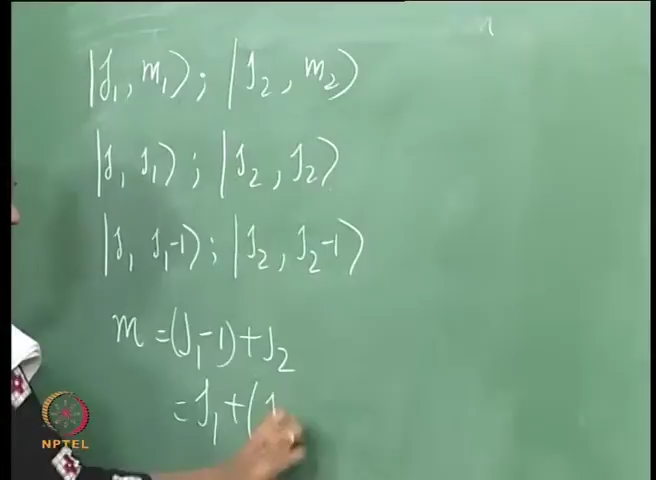 |j₁, m₁⟩; |j₂, m₂⟩
|j₁ j₁⟩; |j₂, j₂⟩
|j₁ j₁-1⟩; |j₂, j₂-1⟩
m = (j₁-1) + j₂
= j₁ + (j
NPTEL